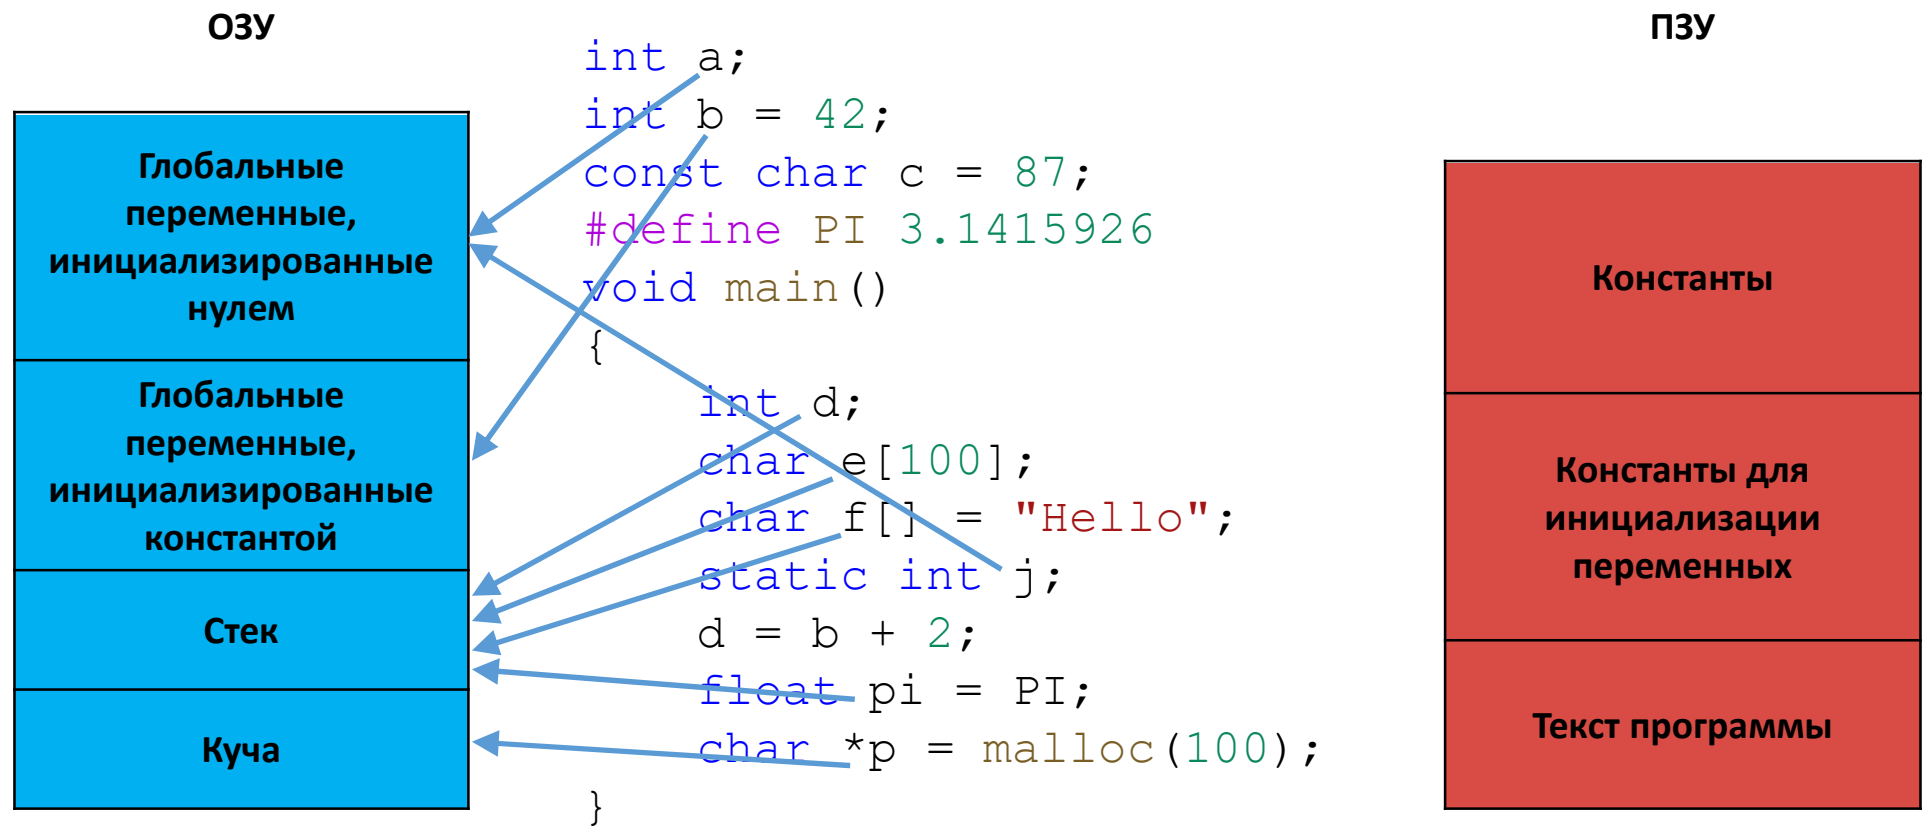 ОЗУ
Глобальные
переменные,
инициализированные
нулем
Глобальные
переменные,
инициализированные
константой
Стек
Куча
int a;
int b = 42;
const char c = 87;
#define PI 3.1415926
void main()
{
int d;
char e[100];
char f[] = "Hello";
static int j;
d = b + 2;
float pi = PI;
char *p = malloc(100);
}
ПЗУ
Константы
Константы для
инициализации
переменных
Текст программы